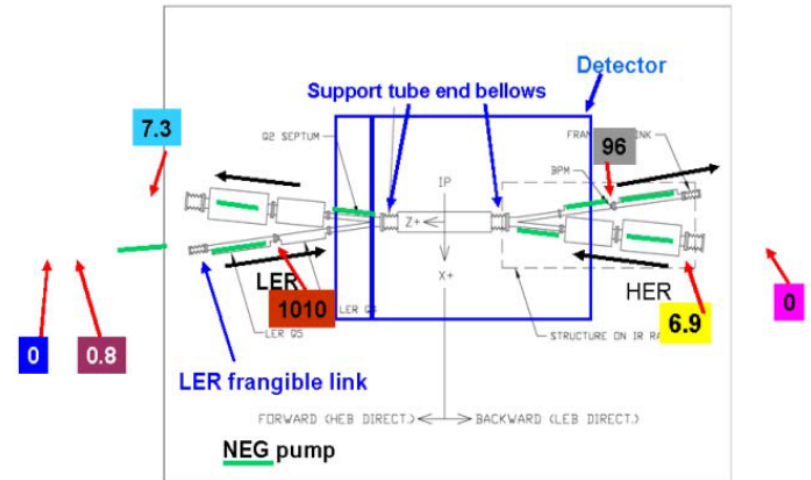 Detector
Support tube end bellows
7.3
Q2 SEPTUM
96
BPM
IP
Z+
X+
LER
1010
LER Q5
HER
6.9
0
0
0.8
STRUCTURE ON IR
LER frangible link
FORWARD (HEB DIRECT.)
BACKWARD (LEB DIRECT.)
NEG pump